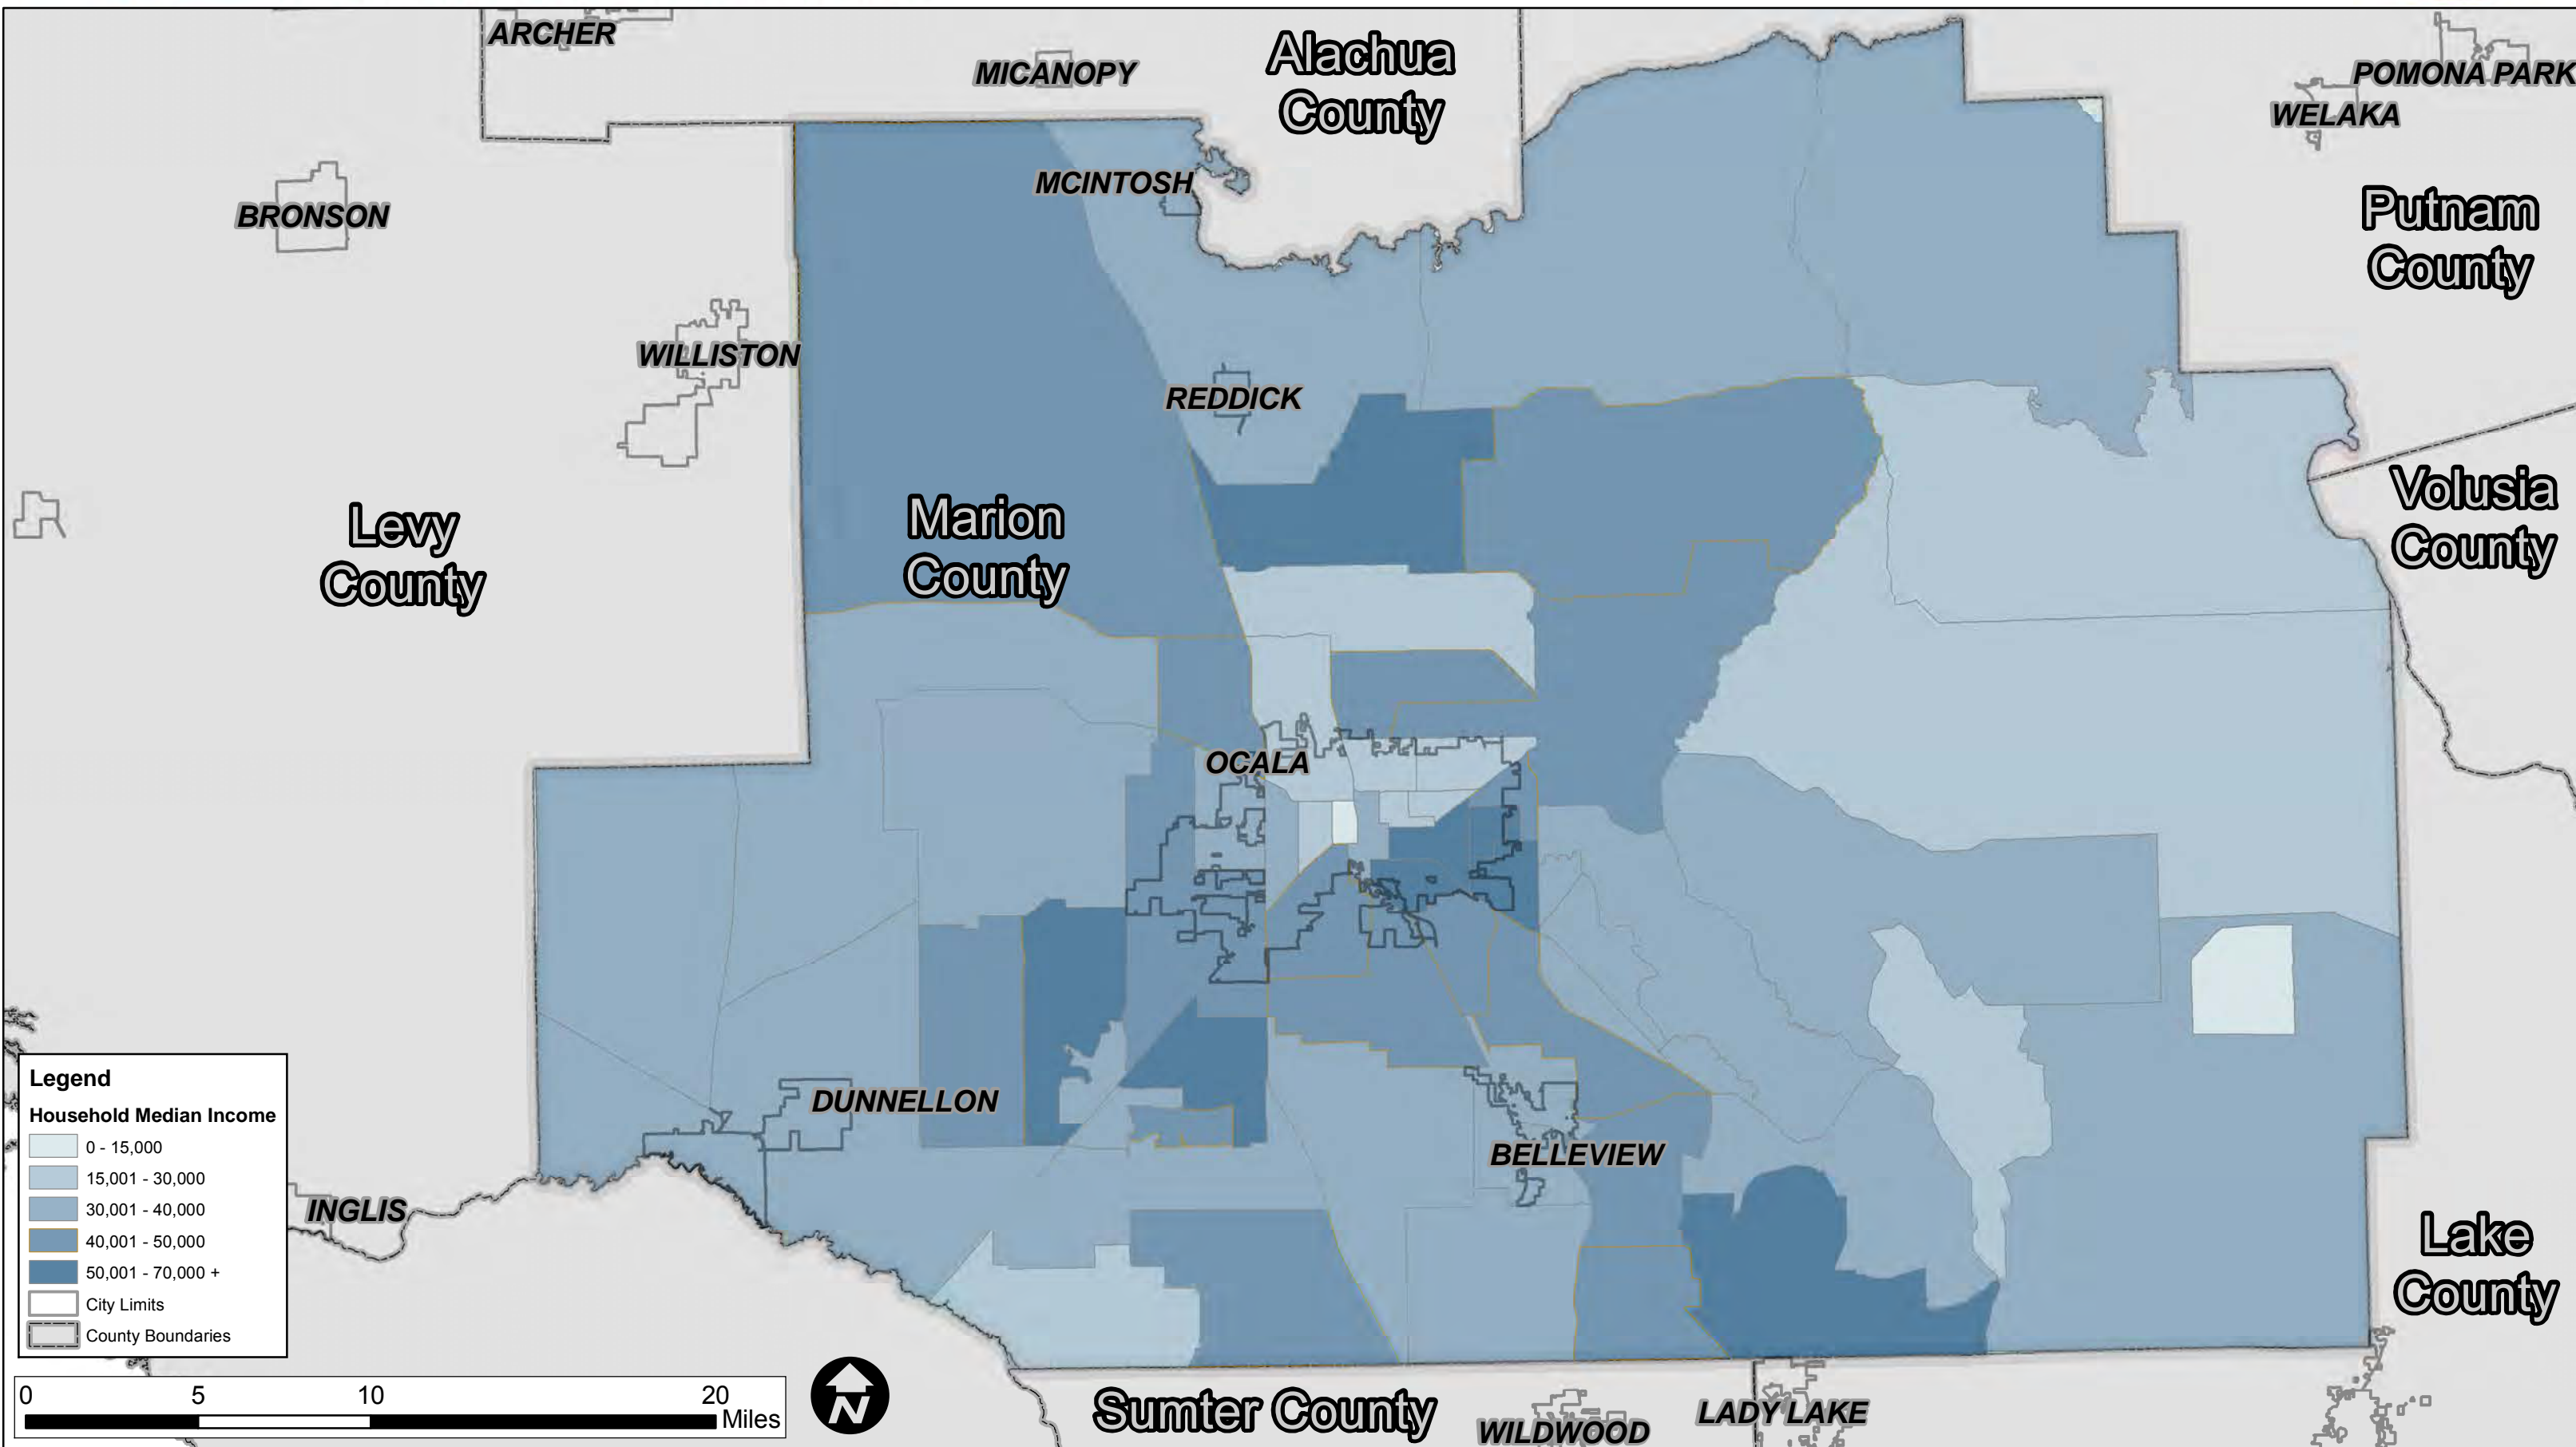 ARCHER
MICANOPY
Alachua
County
POMONA PARK
WELAKA
MCINTOSH
BRONSON
Putnam
County
WILLISTON
REDDICK
Levy
County
Marion
County
Volusia
County
OCALA
DUNNELLON
BELLEVIEW
INGLIS
Lake
County
Legend
Household Median Income
0 - 15,000
15,001 - 30,000
30,001 - 40,000
40,001 - 50,000
50,001 - 70,000 +
City Limits
County Boundaries
0 5 10 20
Miles
N
Sumter County
WILDWOOD
LADY LAKE